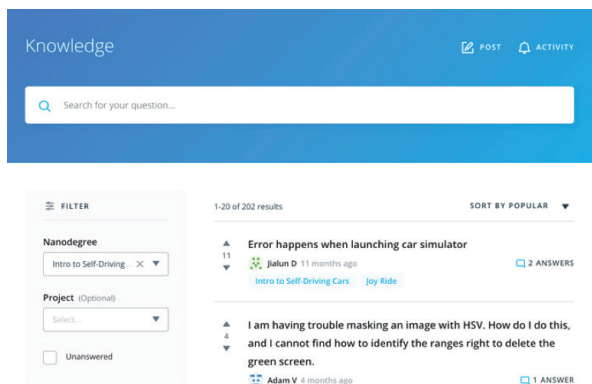 Knowledge
POST
ACTIVITY
Search for your question...
FILTER
Nanodegree
Intro to Self-Driving ...
Project (Optional)
Select...
Unanswered
1-20 of 202 results
SORT BY POPULAR
11
Error happens when launching car simulator
Jialun D 11 months ago
2 ANSWERS
Intro to Self-Driving Cars Joy Ride
4
I am having trouble masking an image with HSV. How do I do this,
and I cannot find how to identify the ranges right to delete the
green screen.
Adam V 4 months ago
1 ANSWER